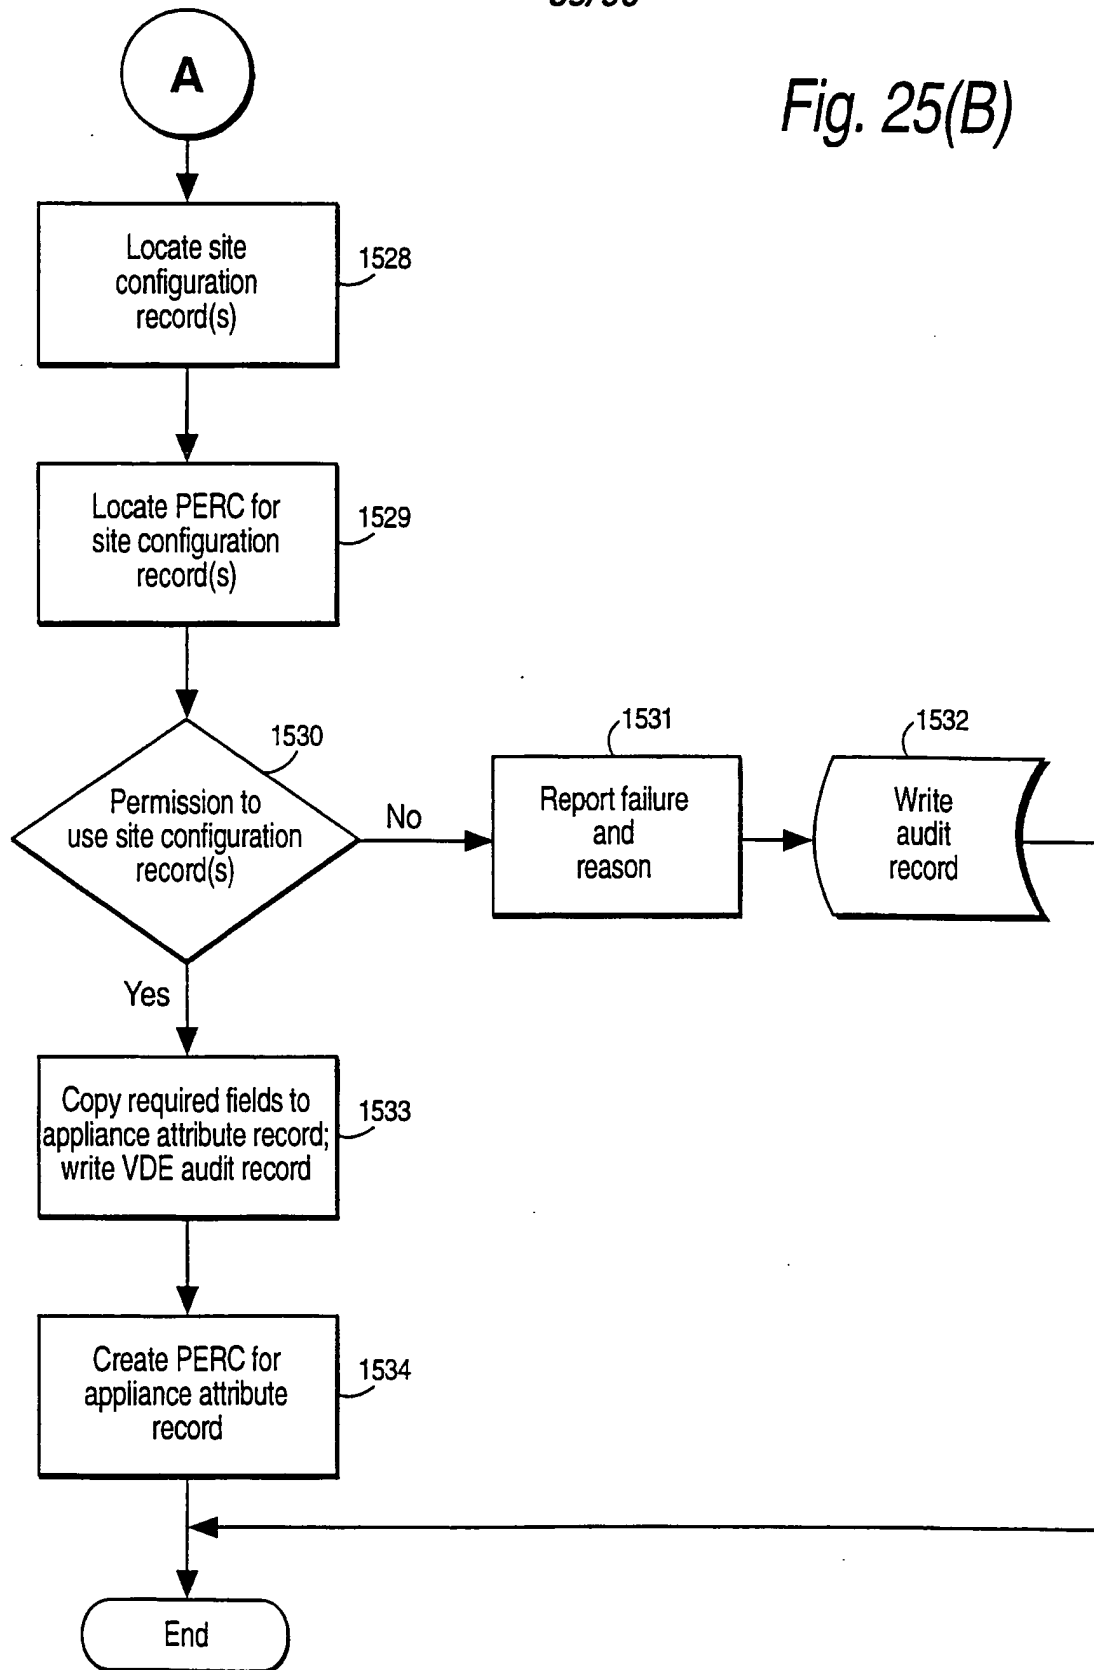 A
Fig. 25(B)
Locate site
configuration
record(s)
1528
Locate PERC for
site configuration
record(s)
1529
1530
Permission to
use site configuration
record(s)
No
1531
Report failure
and
reason
1532
Write
audit
record
Yes
Copy required fields to
appliance attribute record;
write VDE audit record
1533
Create PERC for
appliance attribute
record
1534
End